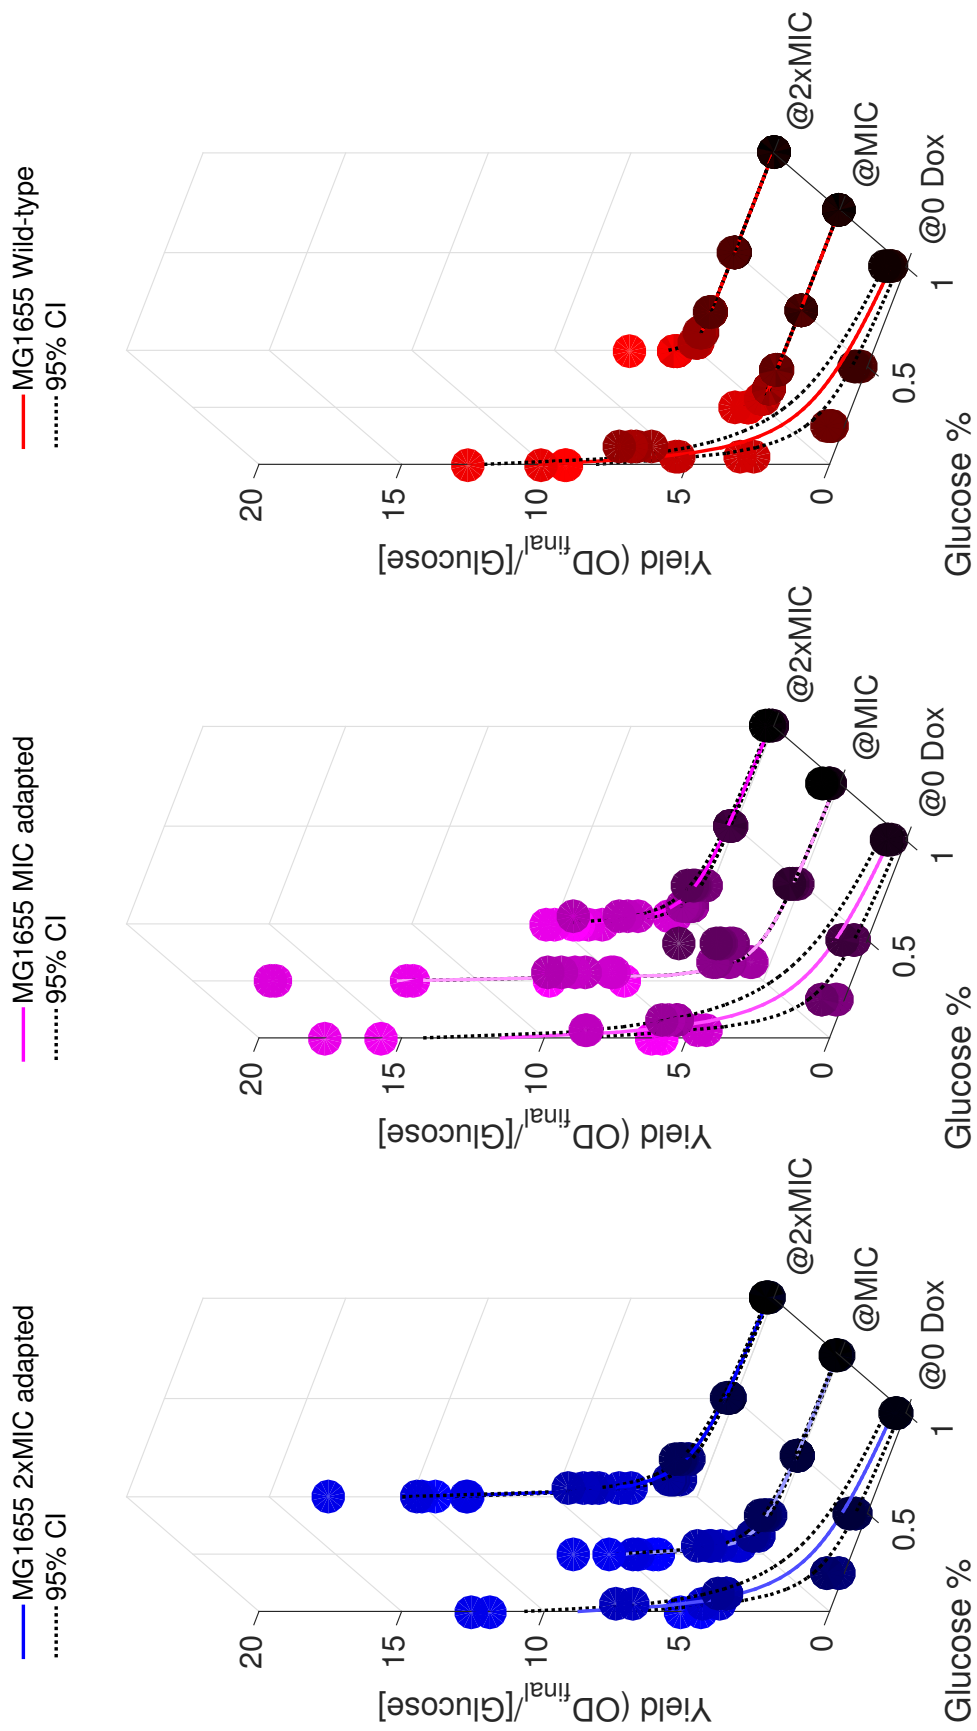 MG1655 2xMIC adapted
95% CI
20
15
10
5
0
Yield (OD_final/[Glucose]
Glucose %
0.5
1
@0 Dox
@MIC
@2xMIC
MG1655 MIC adapted
95% CI
20
15
10
5
0
Yield (OD_final/[Glucose]
Glucose %
0.5
1
@0 Dox
@MIC
@2xMIC
MG1655 Wild-type
95% CI
20
15
10
5
0
Yield (OD_final/[Glucose]
Glucose %
0.5
1
@0 Dox
@MIC
@2xMIC